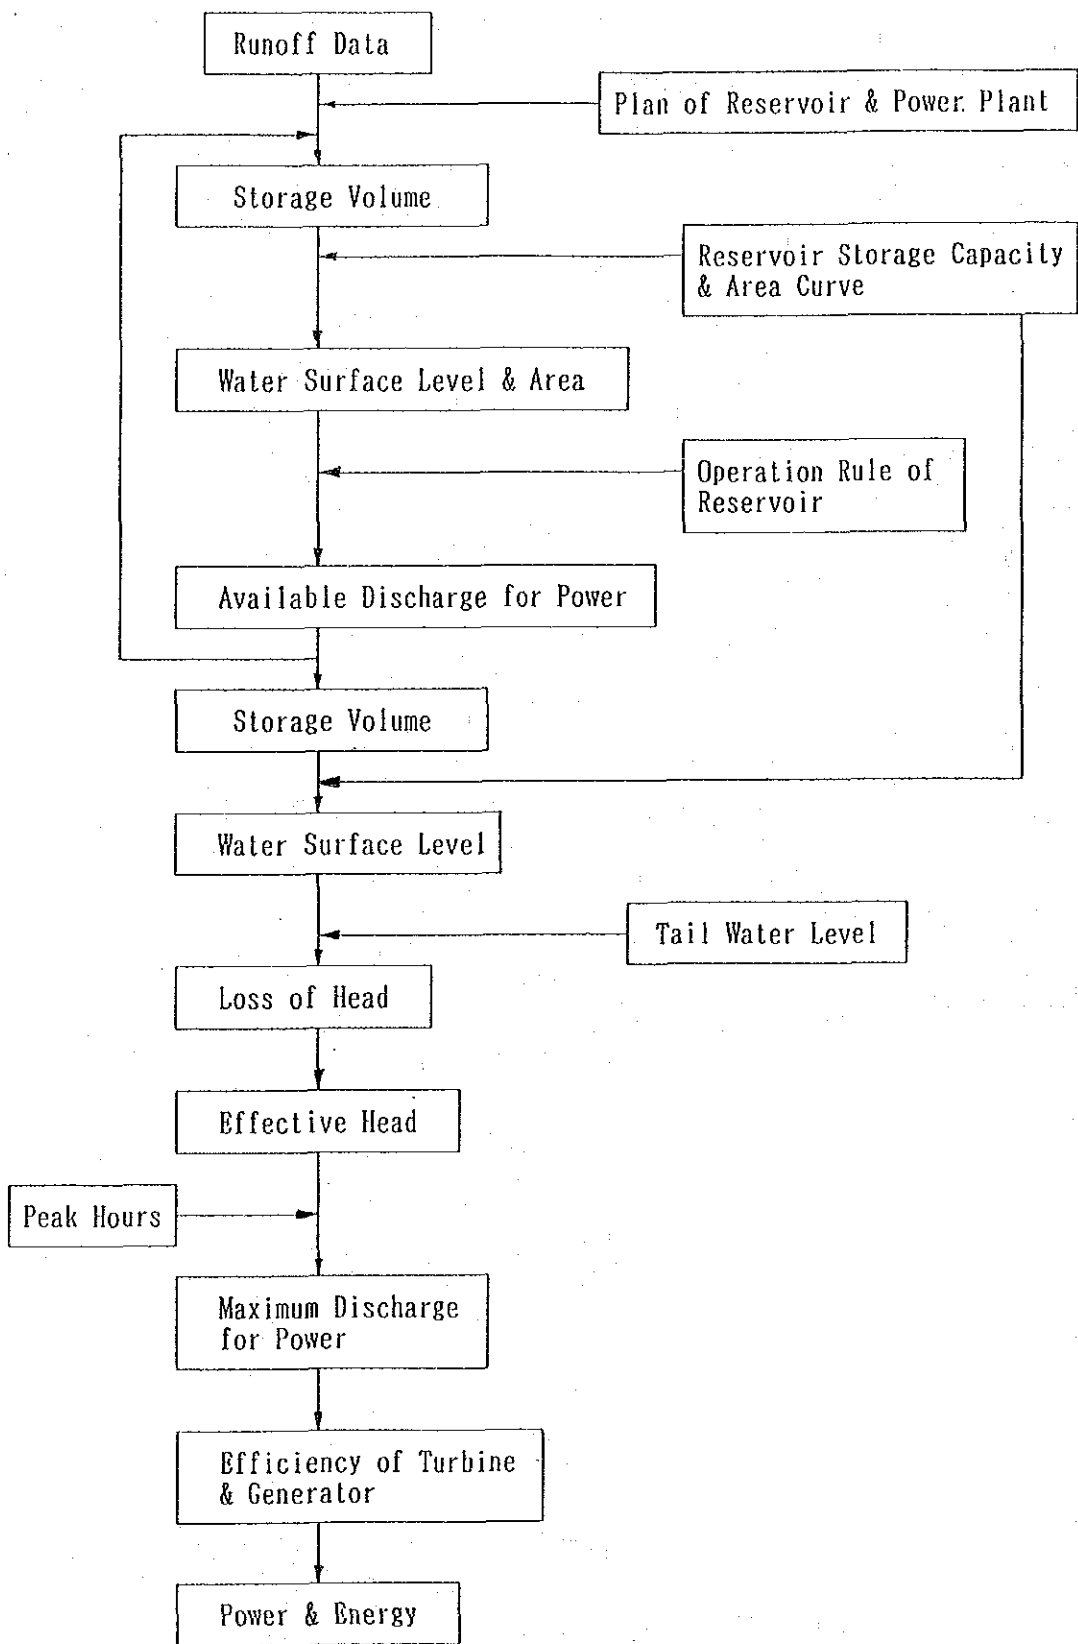 Runoff Data
Plan of Reservoir & Power Plant
Storage Volume
Reservoir Storage Capacity
& Area Curve
Water Surface Level & Area
Operation Rule of
Reservoir
Available Discharge for Power
Storage Volume
Water Surface Level
Tail Water Level
Loss of Head
Effective Head
Peak Hours
Maximum Discharge
for Power
Efficiency of Turbine
& Generator
Power & Energy